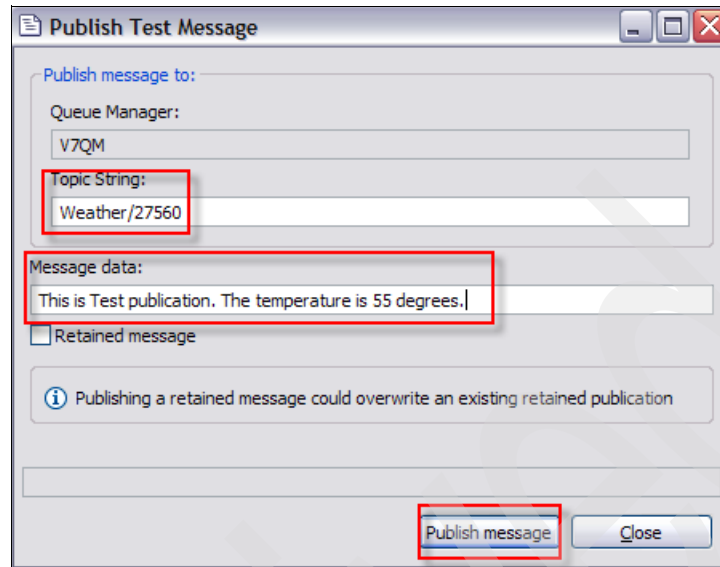 Publish Test Message
Publish message to:
Queue Manager:
V7QM
Topic String:
Weather/27560
Message data:
This is Test publication. The temperature is 55 degrees.
Retained message
Publishing a retained message could overwrite an existing retained publication
Publish message
Close